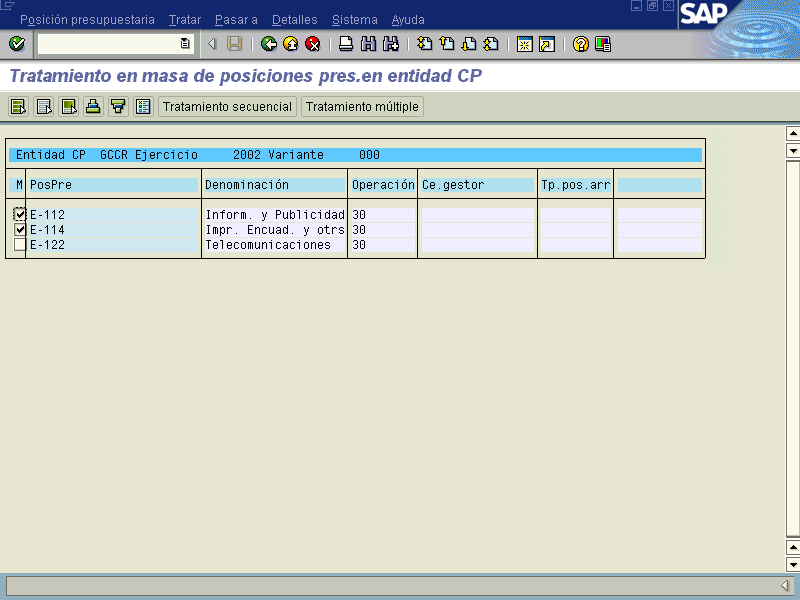 Posición presupuestaria Tratar Pasar a Detalles Sistema Ayuda
SAP
Tratamiento en masa de posiciones pres.en entidad CP
Tratamiento secuencial Tratamiento múltiple
Entidad CP GCCR Ejercicio 2002 Variante 000
M PosPre Denominación Operación Ce.gestor Tp.pos.arr
E-112 Inform. y Publicidad 30
E-114 Impr. Encuad. y otrs 30
E-122 Telecomunicaciones 30